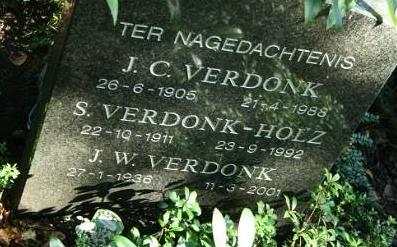 TER NAGEDACHTENIS
J. C. VERDONK
26-6-1905 21-4-1988
S. VERDONK-HOLZ
22-10-1911 23-9-1992
J. W. VERDONK
27-1-1936 11-3-2001